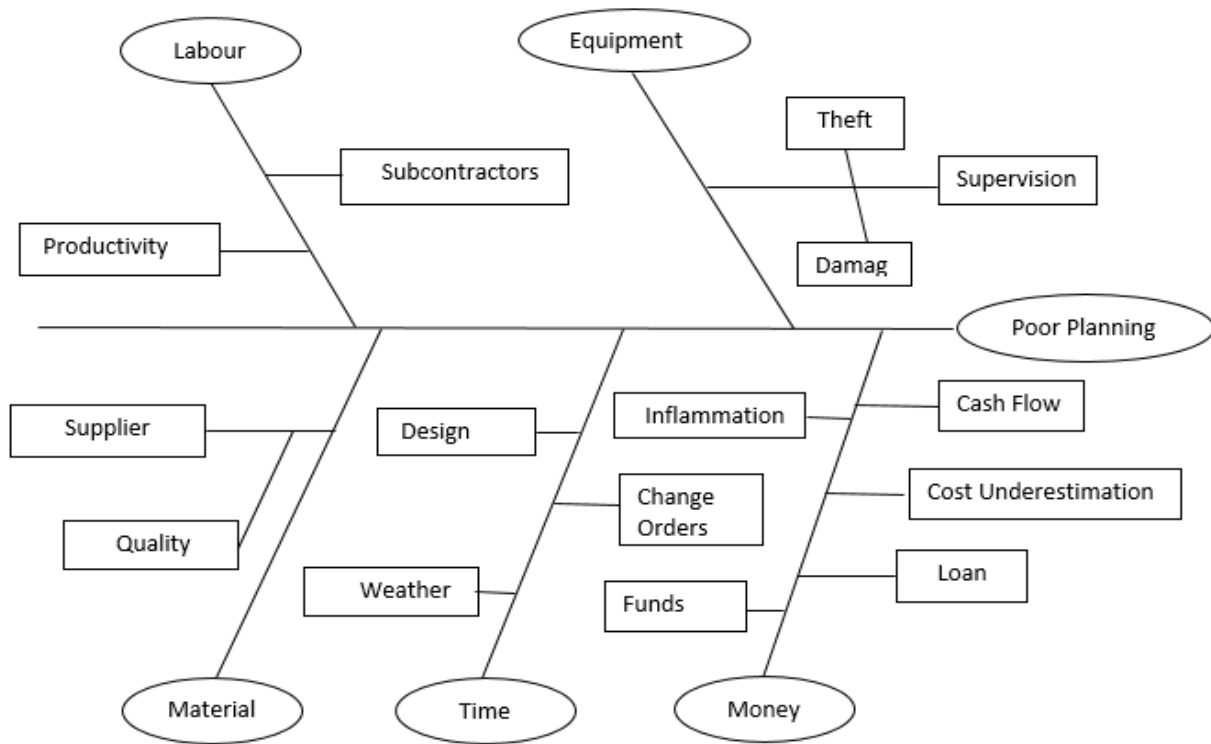 Labour
Equipment
Theft
Subcontractors
Supervision
Productivity
Damag
Poor Planning
Supplier
Design
Inflammation
Cash Flow
Quality
Change
Orders
Cost Underestimation
Weather
Funds
Loan
Material
Time
Money